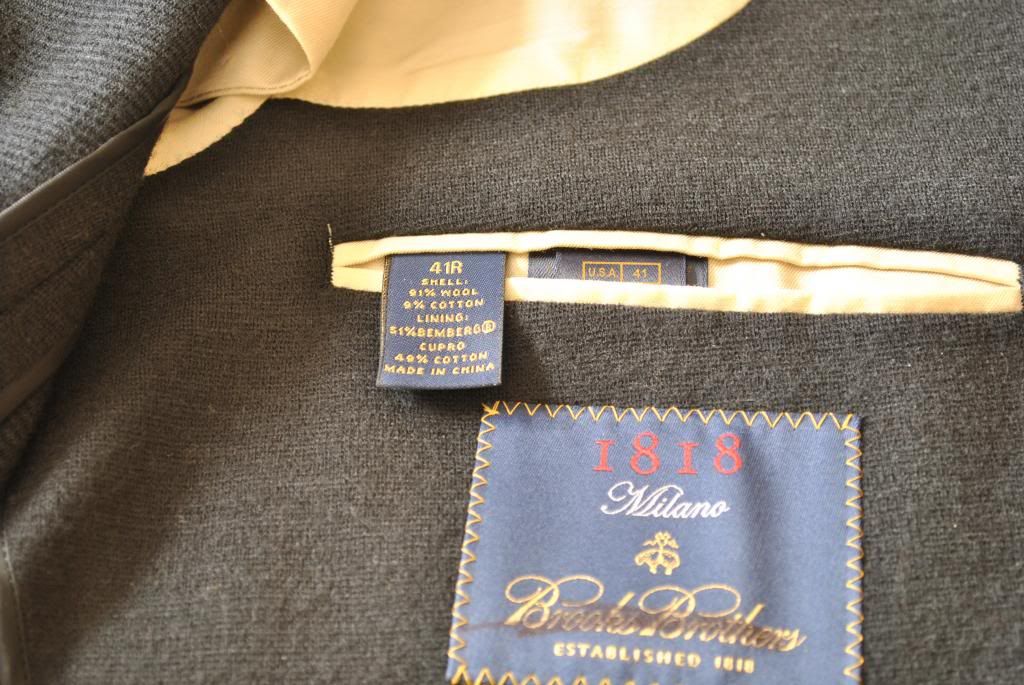 41R
SHELL:
91% WOOL
9% COTTON
LINING:
51%BEMBERG®
CUPRO
49% COTTON
MADE IN CHINA
U.S.A 41
1818
Milano
Brooks Brothers
ESTABLISHED 1818